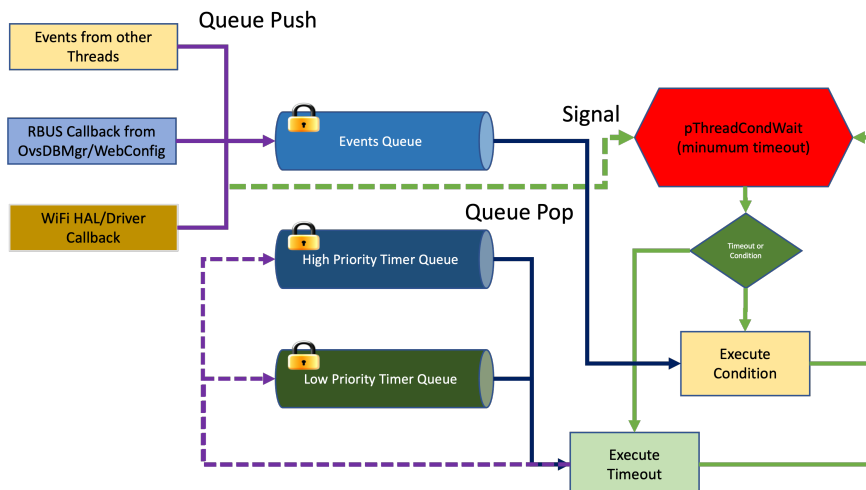 Queue Push
Events from other
Threads
RBUS Callback from
OvsDBMgr/WebConfig
WiFi HAL/Driver
Callback
Events Queue
Signal
pThreadCondWait
(minumum timeout)
Queue Pop
High Priority Timer Queue
Low Priority Timer Queue
Timeout or
Condition
Execute
Condition
Execute
Timeout